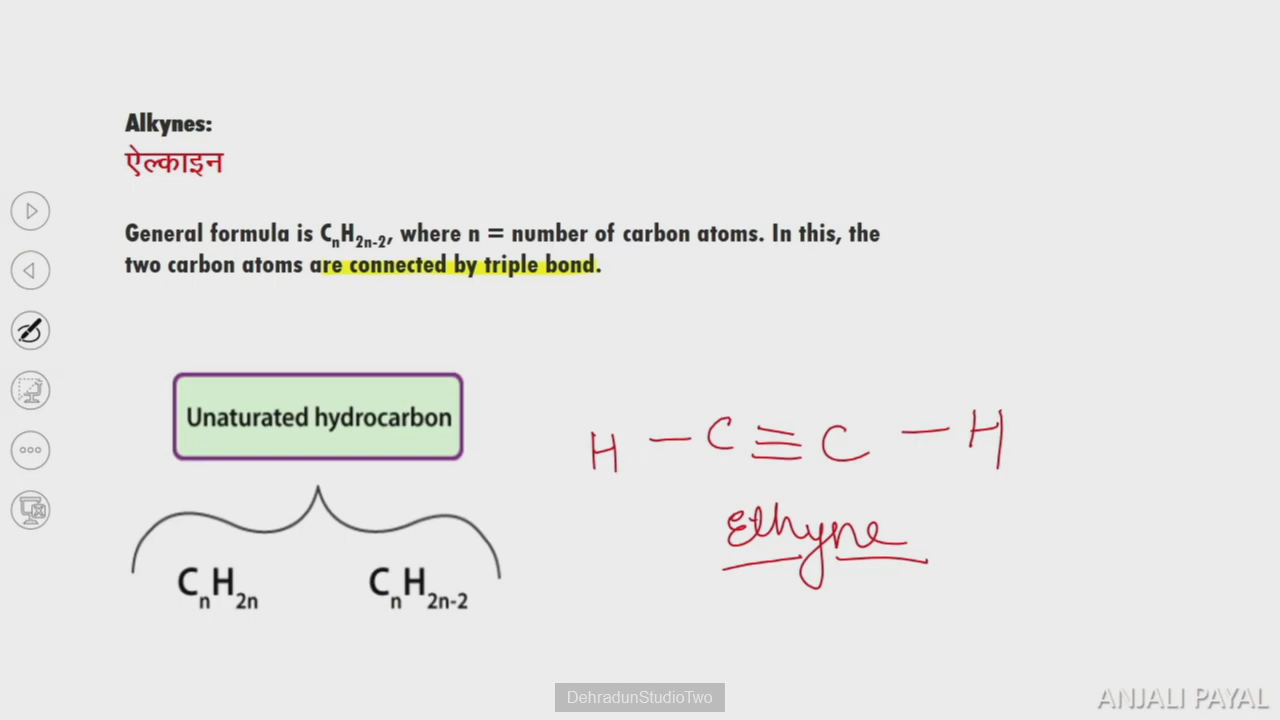 Alkynes:
ऐल्काइन
General formula is CₙH₂ₙ₋₂, where n = number of carbon atoms. In this, the
two carbon atoms are connected by triple bond.
Unaturated hydrocarbon
H — C ≡ C — H
Ethyne
CₙH₂ₙ CₙH₂ₙ₋₂
DehradunStudioTwo
ANJALI PAYAL